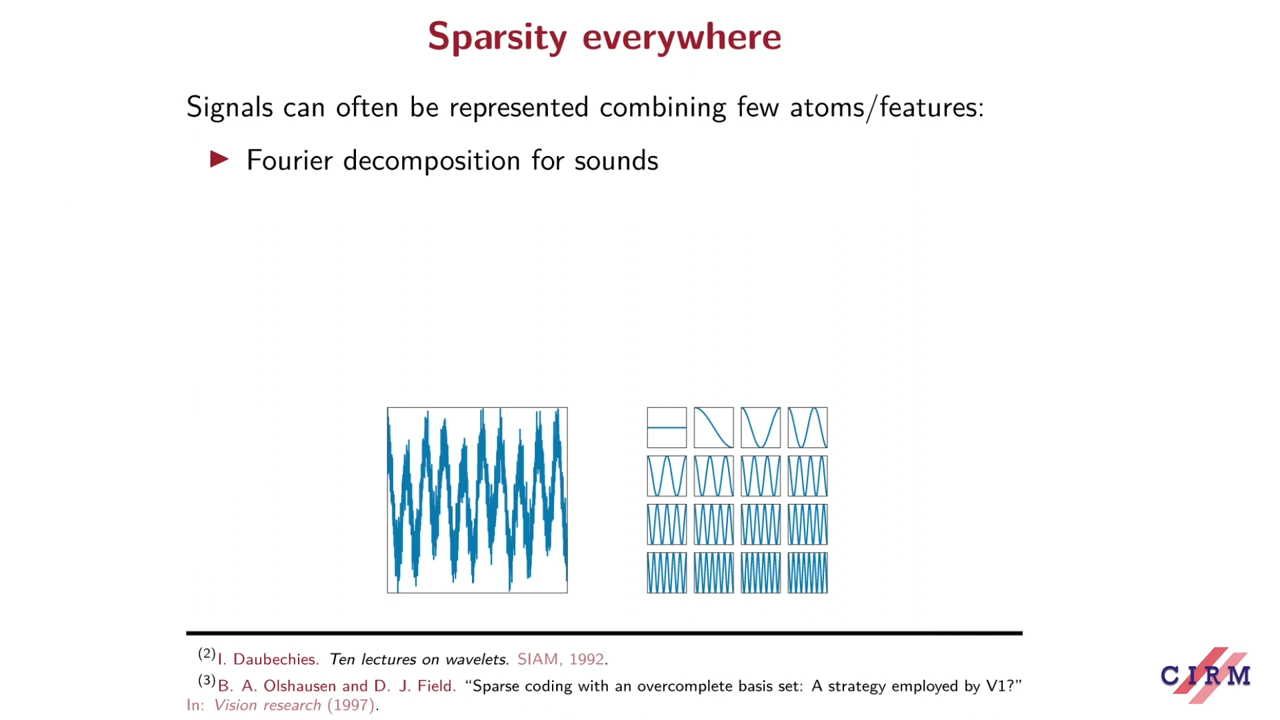 Sparsity everywhere
Signals can often be represented combining few atoms/features:
▶ Fourier decomposition for sounds
(2) I. Daubechies. Ten lectures on wavelets. SIAM, 1992.
(3) B. A. Olshausen and D. J. Field. “Sparse coding with an overcomplete basis set: A strategy employed by V1?”
In: Vision research (1997).
CIRM